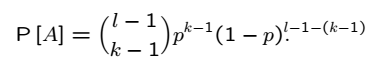 P [A] = \binom{l-1}{k-1} p^{k-1} (1-p)^{l-1-(k-1)}.